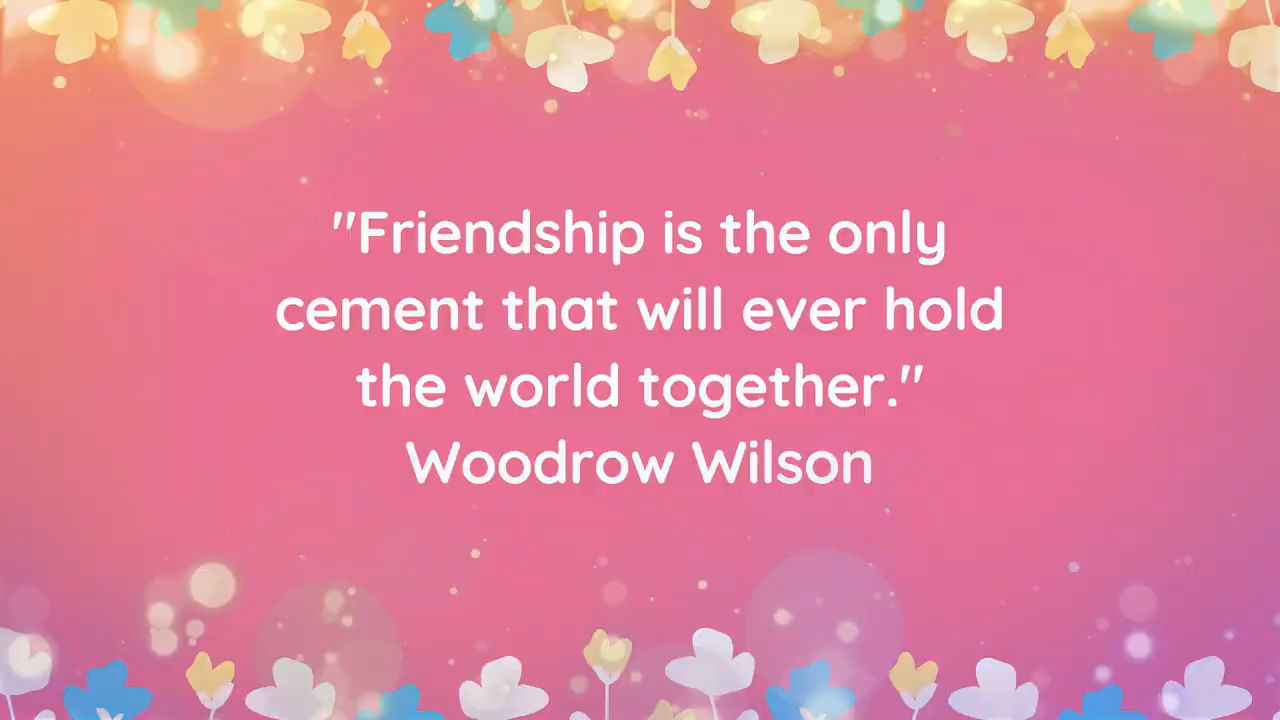 "Friendship is the only
cement that will ever hold
the world together."
Woodrow Wilson